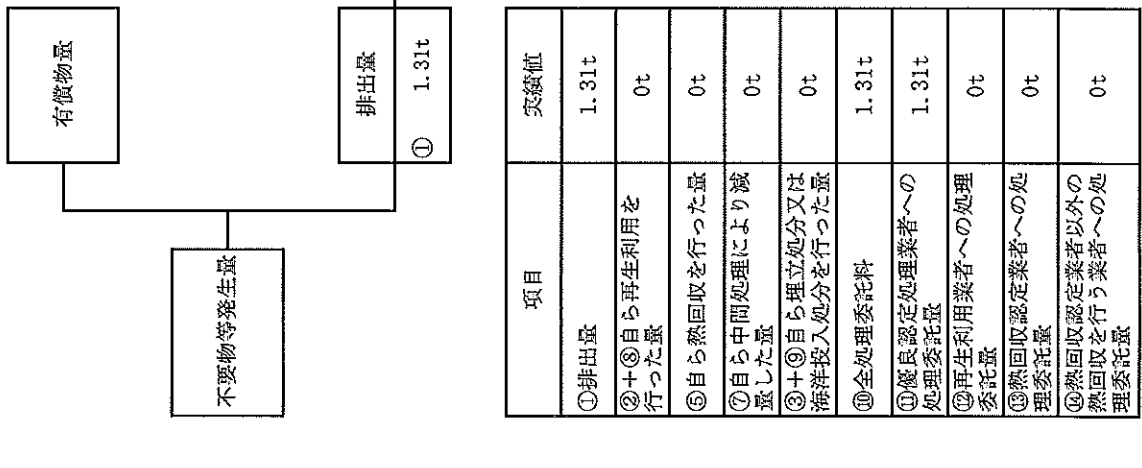 不要物等発生量
有償物量
排出量
① 1.31t
項目 実績値
①排出量 1.31t
②+⑧自ら再生利用を
行った量 0t
⑤自ら熱回収を行った量 0t
⑦自ら中間処理により減
量した量 0t
③+⑨自ら埋立処分又は
海洋投入処分を行った量 0t
⑩全処理委託料 1.31t
⑪優良認定処理業者への
処理委託量 1.31t
⑫再生利用業者への処理
委託量 0t
⑬熱回収認定業者への処
理委託量 0t
⑭熱回収認定業者以外の
熱回収を行う業者への処
理委託量 0t